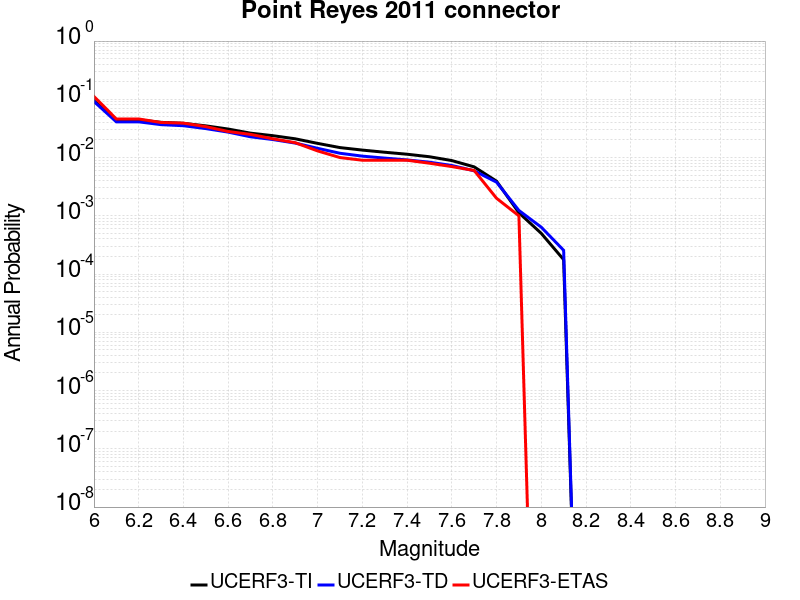 Point Reyes 2011 connector
10^0
10^-1
10^-2
10^-3
10^-4
10^-5
10^-6
10^-7
10^-8
Annual Probability
6 6.2 6.4 6.6 6.8 7 7.2 7.4 7.6 7.8 8 8.2 8.4 8.6 8.8 9
Magnitude
UCERF3-TI UCERF3-TD UCERF3-ETAS